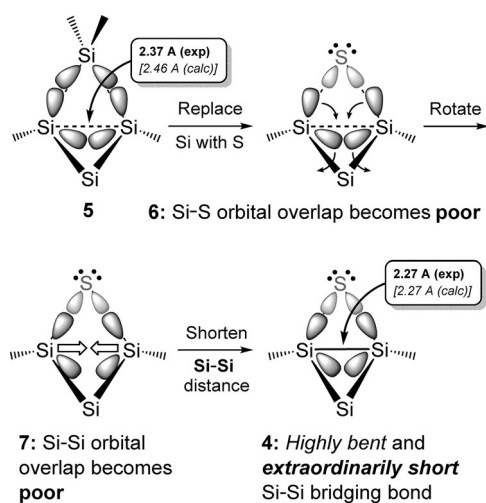 Si
2.37 A (exp)
[2.46 A (calc)]
Si Si
Si
5
Replace
Si with S
S
Si Si
Si
6: Si-S orbital overlap becomes poor
Rotate
S
Si Si
Si
7: Si-Si orbital
overlap becomes
poor
Shorten
Si-Si
distance
2.27 A (exp)
[2.27 A (calc)]
S
Si Si
Si
4: Highly bent and
extraordinarily short
Si-Si bridging bond